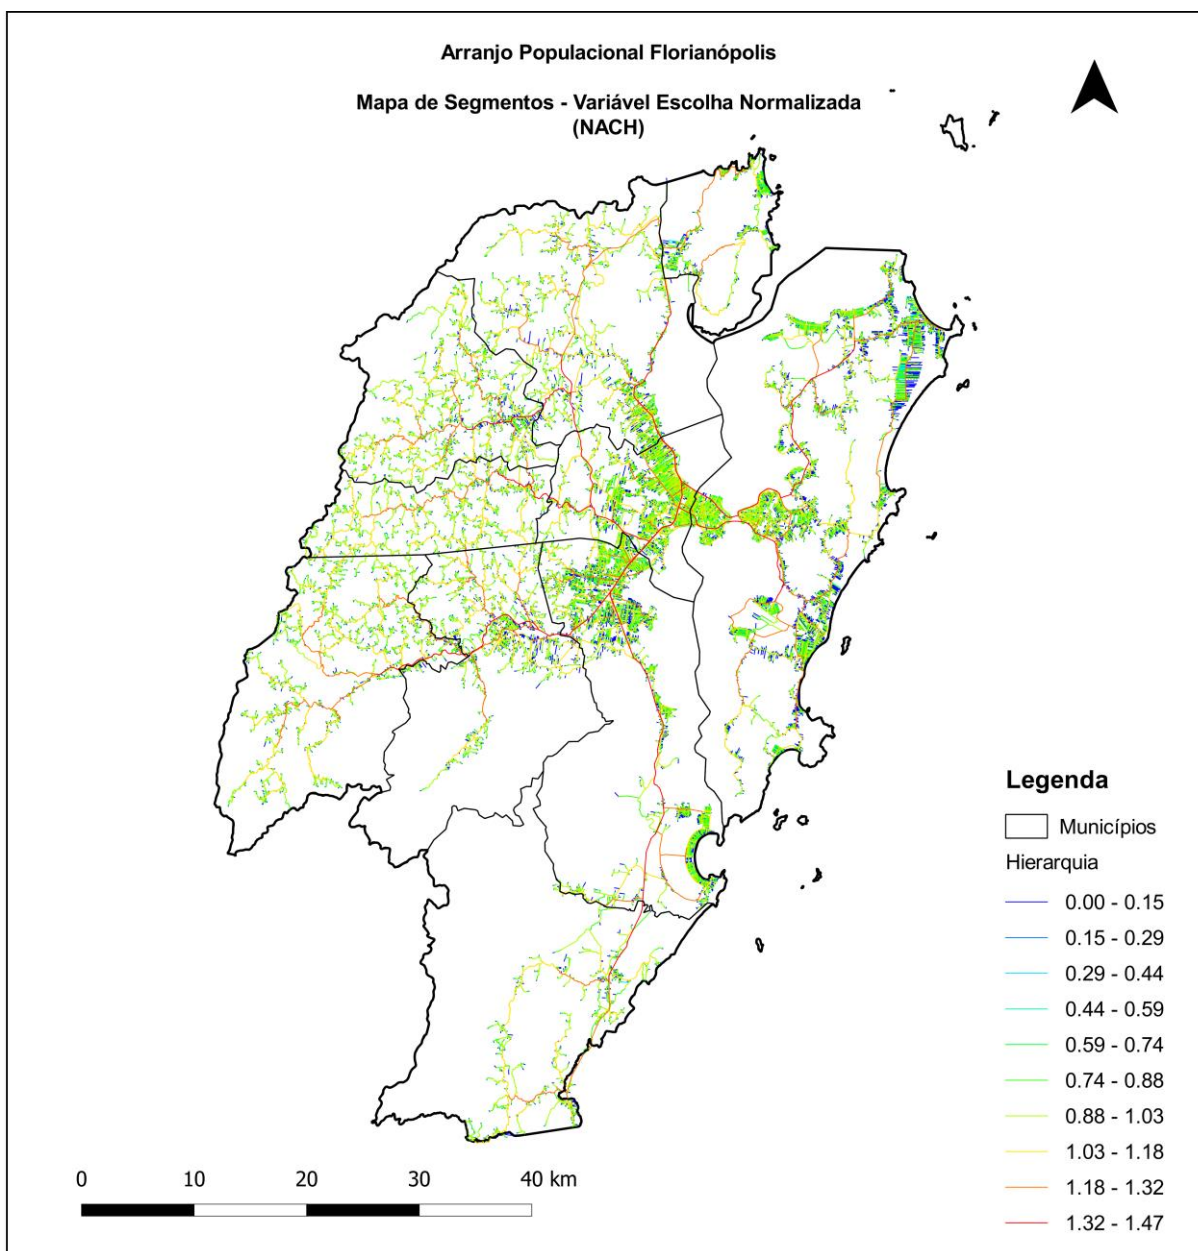 Arranjo Populacional Florianópolis
Mapa de Segmentos - Variável Escolha Normalizada
(NACH)
Legenda
Municípios
Hierarquia
0.00 - 0.15
0.15 - 0.29
0.29 - 0.44
0.44 - 0.59
0.59 - 0.74
0.74 - 0.88
0.88 - 1.03
1.03 - 1.18
1.18 - 1.32
1.32 - 1.47
0 10 20 30 40 km